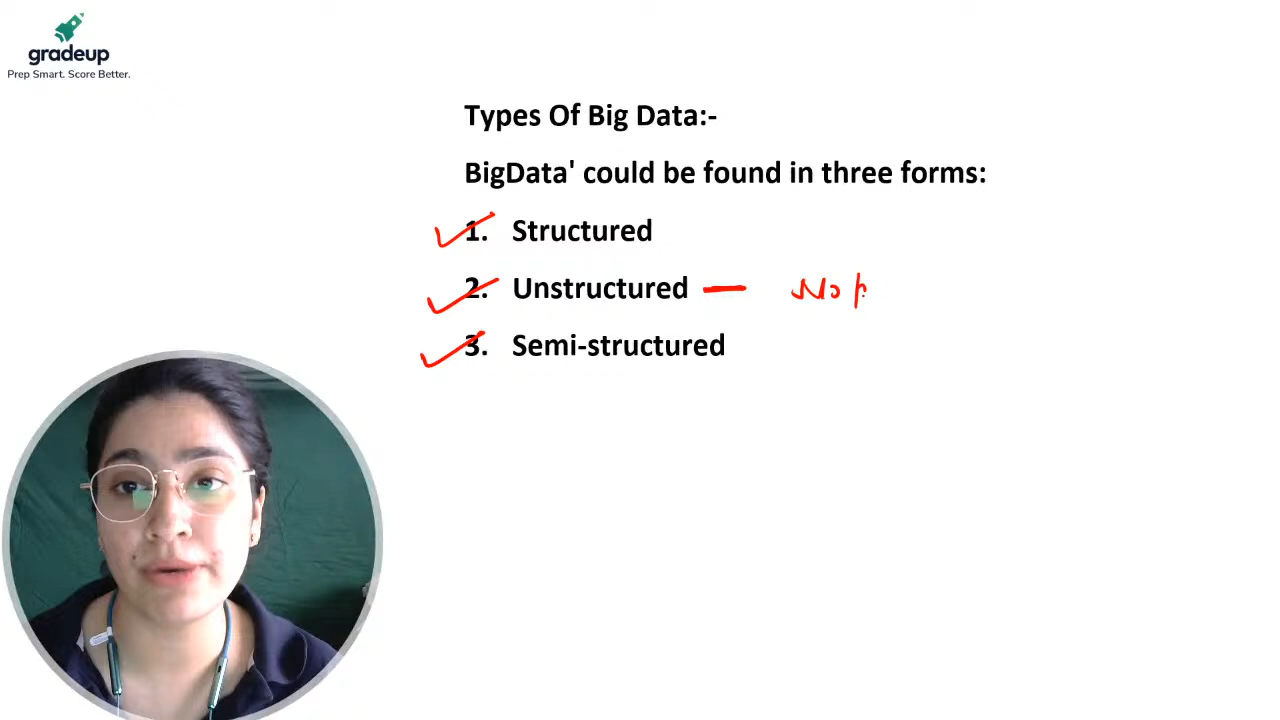 gradeup
Prep Smart. Score Better.
Types Of Big Data:-
BigData' could be found in three forms:
1. Structured
2. Unstructured — No
3. Semi-structured